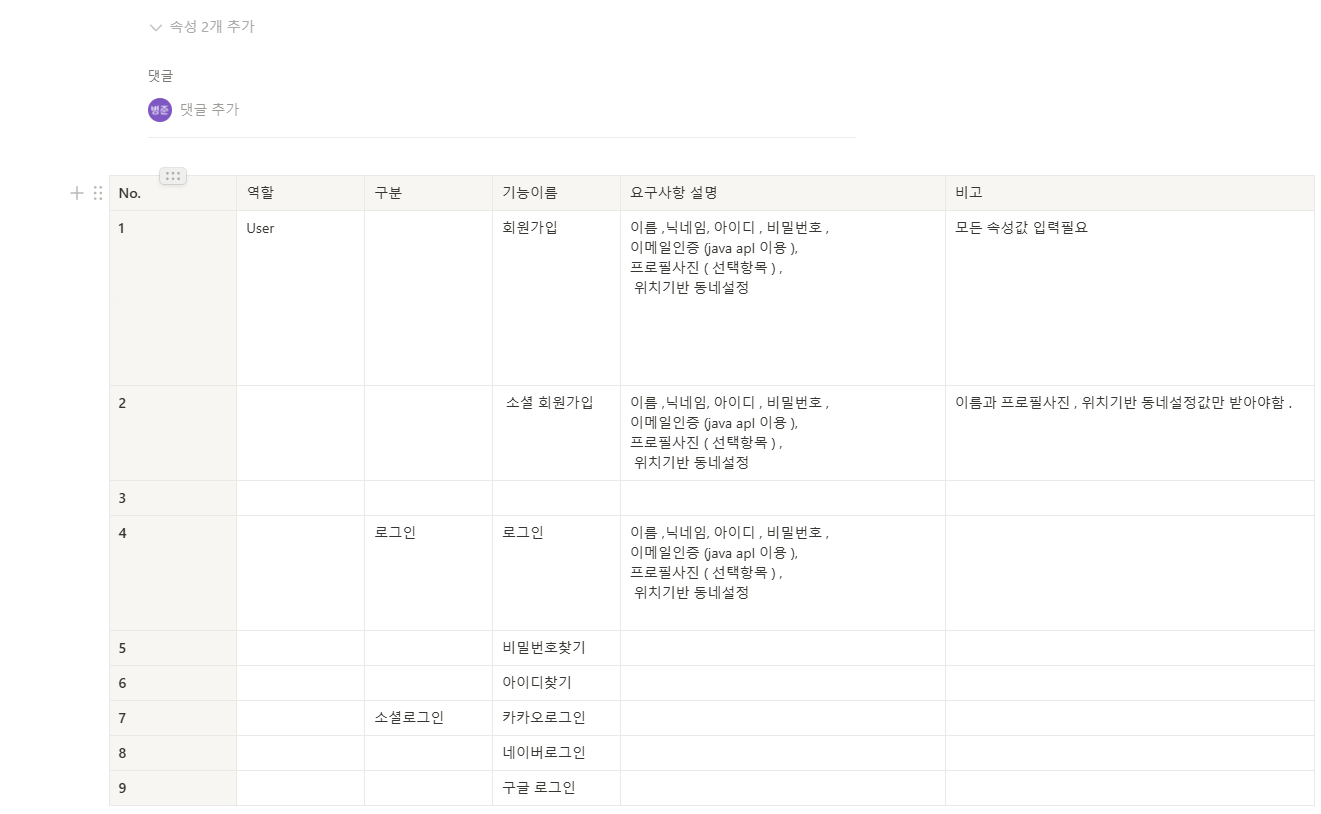 속성 2개 추가
댓글
병준 댓글 추가
No. 역할 구분 기능이름 요구사항 설명 비고
1 User 회원가입 이름 ,닉네임, 아이디 , 비밀번호 , 모든 속성값 입력필요
이메일인증 (java apI 이용 ),
프로필사진 ( 선택항목 ) ,
위치기반 동네설정
2 소셜 회원가입 이름 ,닉네임, 아이디 , 비밀번호 , 이름과 프로필사진 , 위치기반 동네설정값만 받아야함 .
이메일인증 (java apI 이용 ),
프로필사진 ( 선택항목 ) ,
위치기반 동네설정
3
4 로그인 로그인 이름 ,닉네임, 아이디 , 비밀번호 ,
이메일인증 (java apI 이용 ),
프로필사진 ( 선택항목 ) ,
위치기반 동네설정
5 비밀번호찾기
6 아이디찾기
7 소셜로그인 카카오로그인
8 네이버로그인
9 구글 로그인